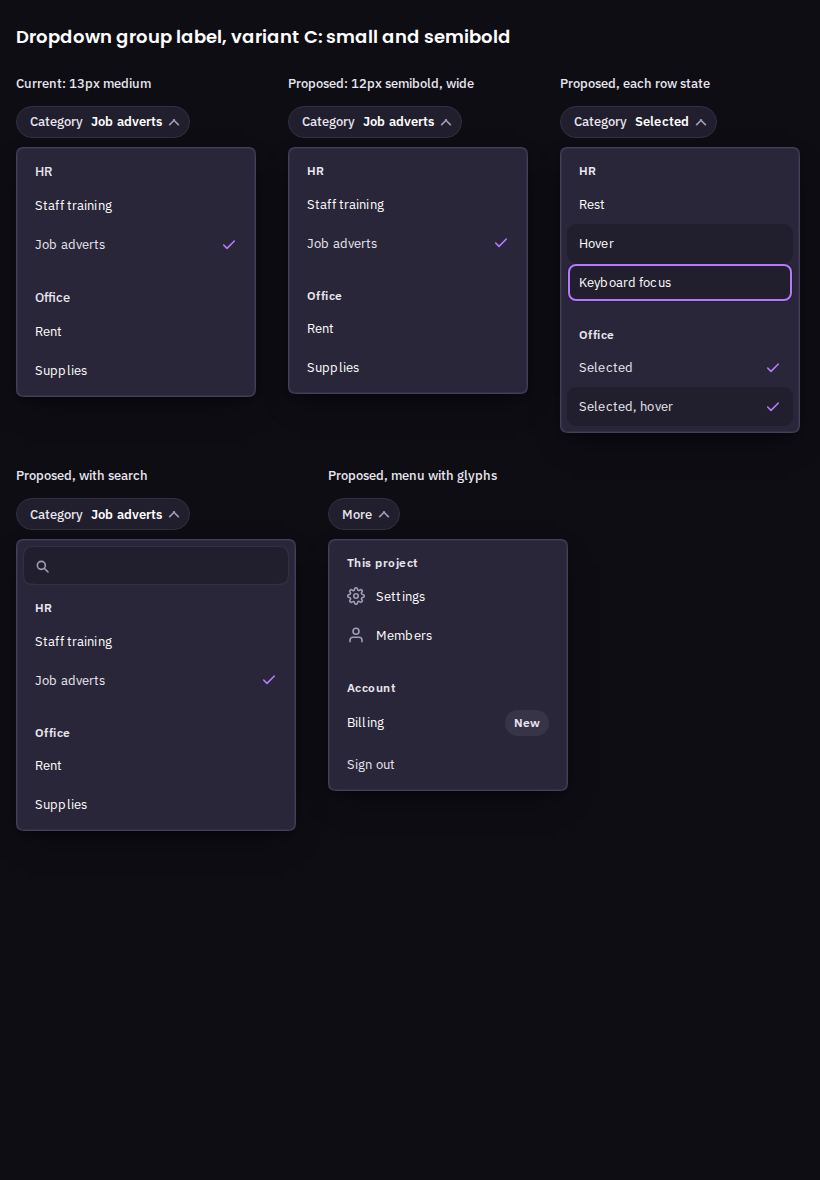 Dropdown group label, variant C: small and semibold
Current: 13px medium
Category Job adverts
HR
Staff training
Job adverts
Office
Rent
Supplies
Proposed: 12px semibold, wide
Category Job adverts
HR
Staff training
Job adverts
Office
Rent
Supplies
Proposed, each row state
Category Selected
HR
Rest
Hover
Keyboard focus
Office
Selected
Selected, hover
Proposed, with search
Category Job adverts
HR
Staff training
Job adverts
Office
Rent
Supplies
Proposed, menu with glyphs
More
This project
Settings
Members
Account
Billing New
Sign out